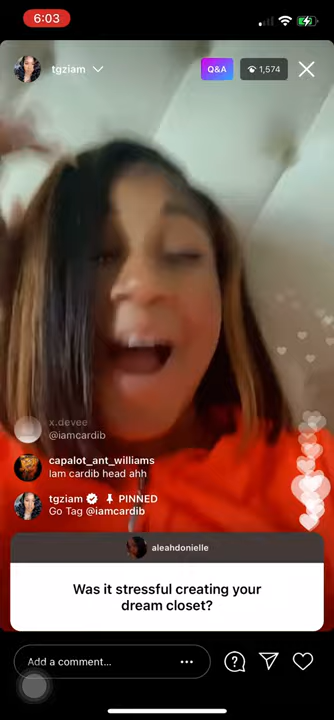 6:03
tgziam
Q&A
1,574
x.devee
@iamcardib
capalot_ant_williams
Iam cardib head ahh
tgziam PINNED
Go Tag @iamcardib
aleahdonielle
Was it stressful creating your
dream closet?
Add a comment...